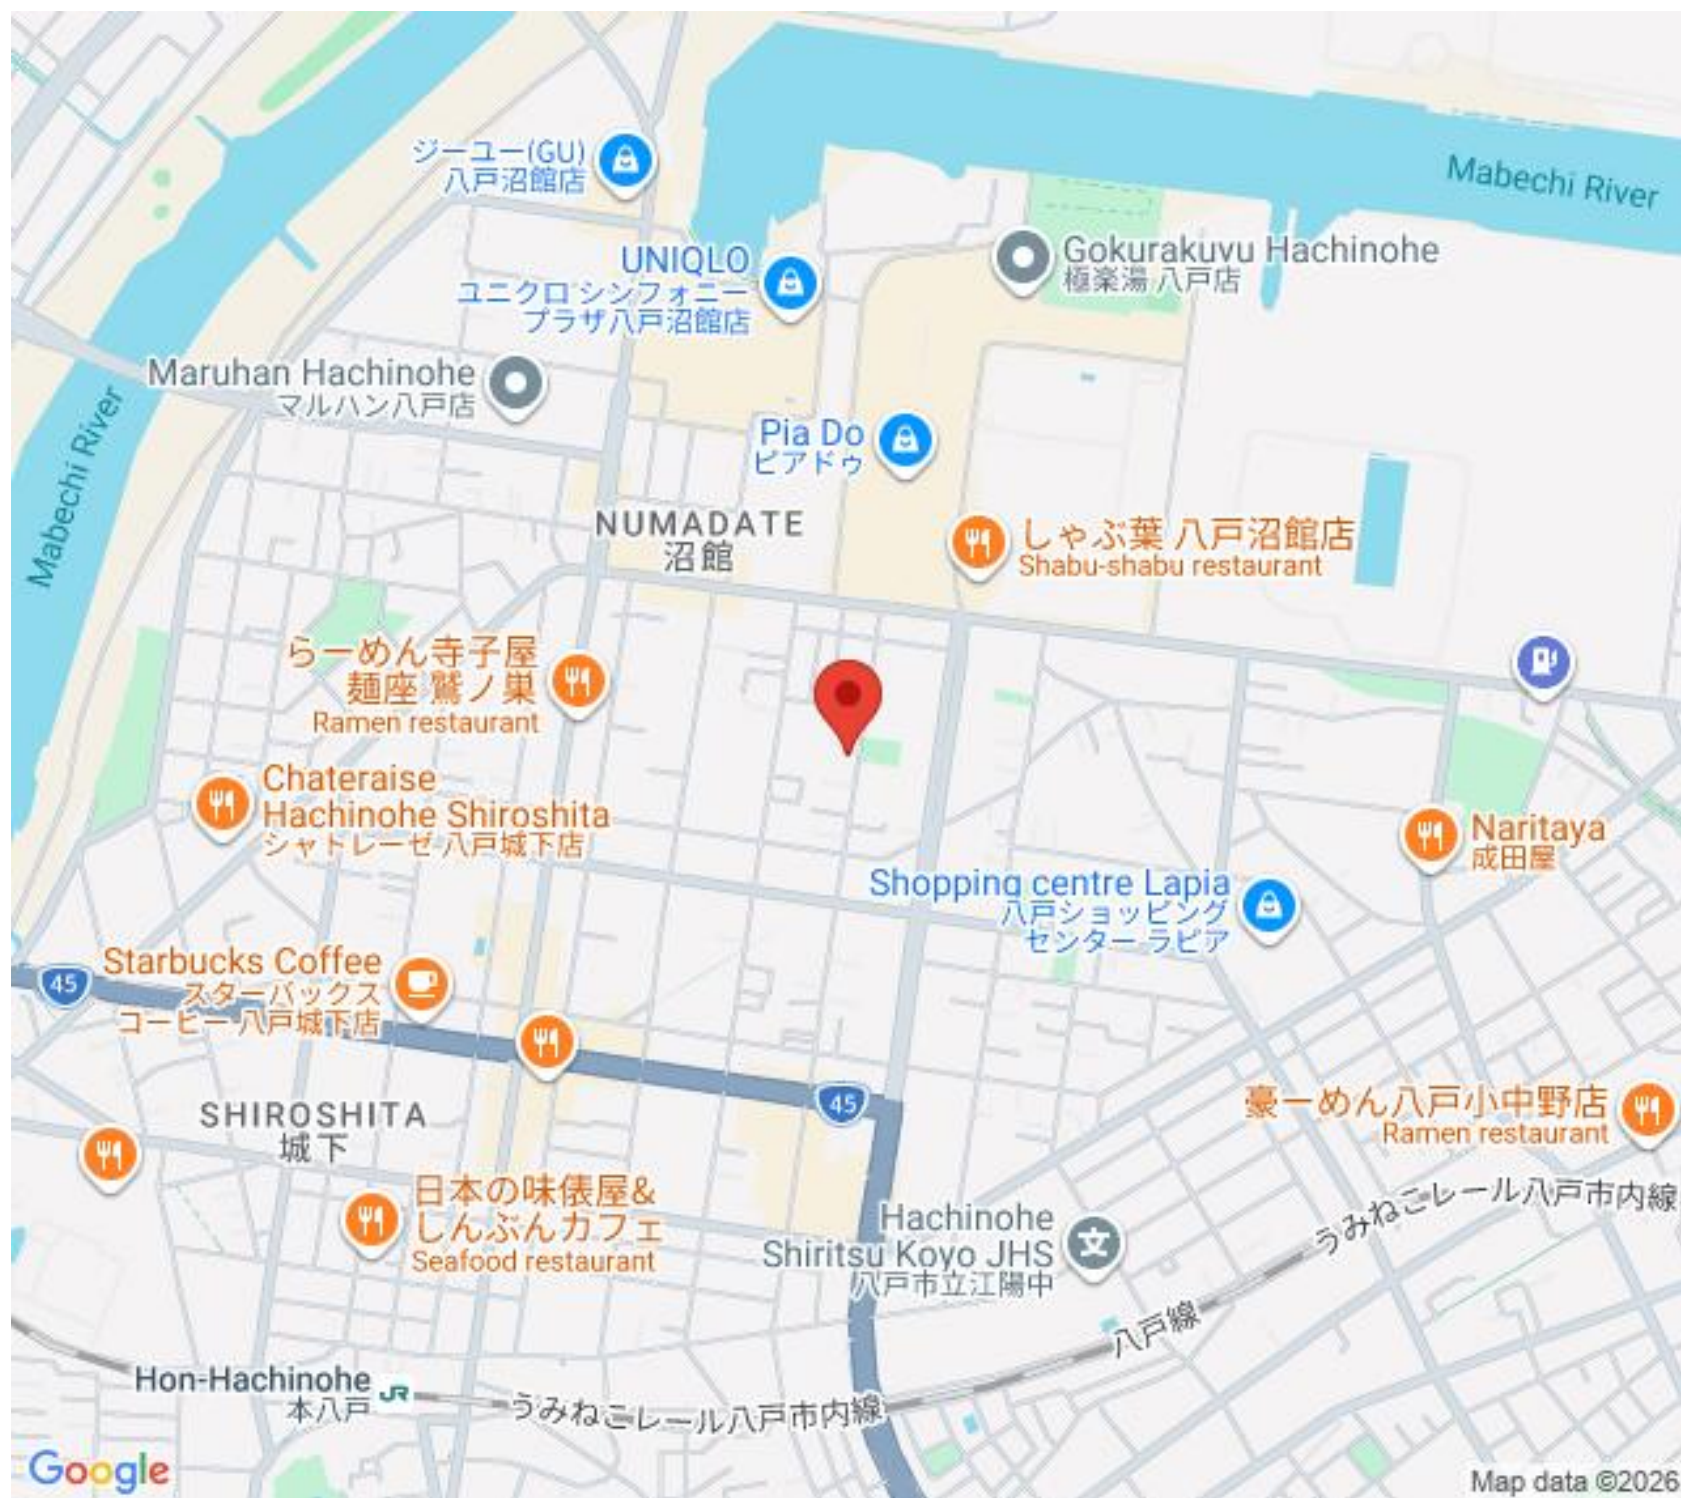 ジーユー(GU)
八戸沼館店
Mabechi River
UNIQLO
ユニクロ シンフォニー
プラザ八戸沼館店
Gokurakuyu Hachinohe
極楽湯 八戸店
Maruhan Hachinohe
マルハン八戸店
Pia Do
ピアドゥ
Mabechi River
NUMADATE
沼館
しゃぶ葉 八戸沼館店
Shabu-shabu restaurant
らーめん寺子屋
麺座 鷲ノ巣
Ramen restaurant
Chateraise
Hachinohe Shiroshita
シャトレーゼ 八戸城下店
Naritaya
成田屋
Shopping centre Lapia
八戸ショッピング
センター ラピア
45
Starbucks Coffee
スターバックス
コーヒー 八戸城下店
45
SHIROSHITA
城下
豪ーめん八戸小中野店
Ramen restaurant
日本の味俵屋&
しんぶんカフェ
Seafood restaurant
Hachinohe
Shiritsu Koyo JHS
八戸市立江陽中
文
うみねこレール八戸市内線
八戸線
Hon-Hachinohe
本八戸
JR
うみねこレール八戸市内線
Google
Map data ©2026